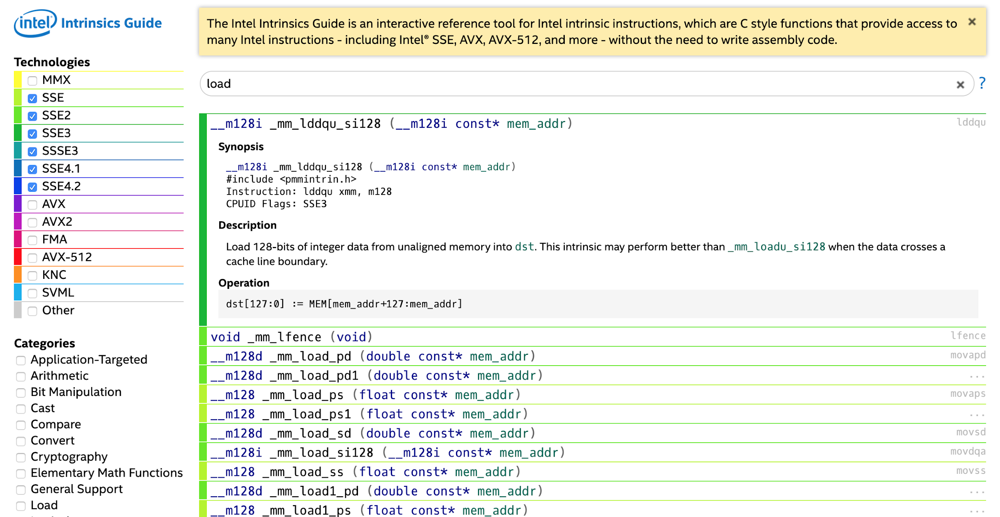 intel Intrinsics Guide
The Intel Intrinsics Guide is an interactive reference tool for Intel intrinsic instructions, which are C style functions that provide access to
many Intel instructions - including Intel® SSE, AVX, AVX-512, and more - without the need to write assembly code.
Technologies
MMX
SSE
SSE2
SSE3
SSSE3
SSE4.1
SSE4.2
AVX
AVX2
FMA
AVX-512
KNC
SVML
Other
Categories
Application-Targeted
Arithmetic
Bit Manipulation
Cast
Compare
Convert
Cryptography
Elementary Math Functions
General Support
Load
load
?
__m128i _mm_lddqu_si128 (__m128i const* mem_addr) lddqu
Synopsis
__m128i _mm_lddqu_si128 (__m128i const* mem_addr)
#include <pmmintrin.h>
Instruction: lddqu xmm, m128
CPUID Flags: SSE3
Description
Load 128-bits of integer data from unaligned memory into dst. This intrinsic may perform better than _mm_loadu_si128 when the data crosses a
cache line boundary.
Operation
dst[127:0] := MEM[mem_addr+127:mem_addr]
void _mm_lfence (void) lfence
__m128d _mm_load_pd (double const* mem_addr) movapd
__m128d _mm_load_pd1 (double const* mem_addr) ...
__m128 _mm_load_ps (float const* mem_addr) movaps
__m128 _mm_load_ps1 (float const* mem_addr) ...
__m128d _mm_load_sd (double const* mem_addr) movsd
__m128i _mm_load_si128 (__m128i const* mem_addr) movdqa
__m128 _mm_load_ss (float const* mem_addr) movss
__m128d _mm_load1_pd (double const* mem_addr) ...
__m128 _mm_load1_ps (float const* mem_addr) ...